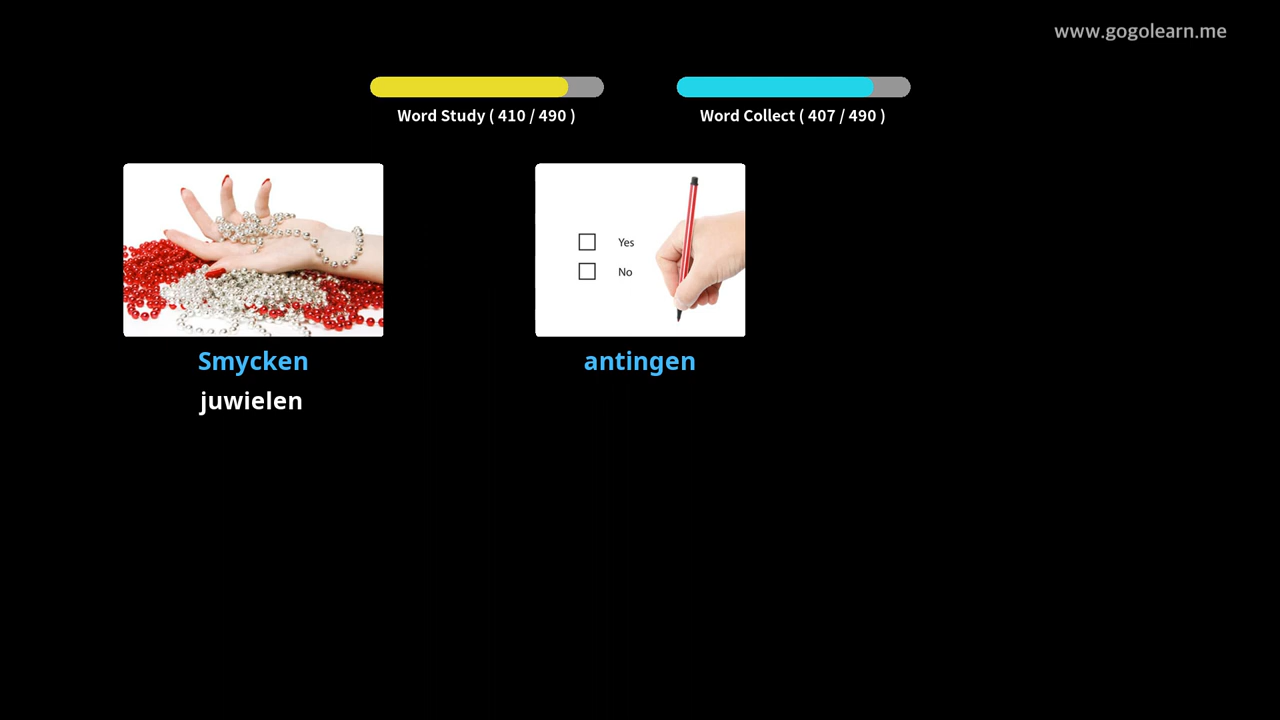 www.gogolearn.me
Word Study ( 410 / 490 )
Word Collect ( 407 / 490 )
Yes
No
Smycken
antingen
juwielen